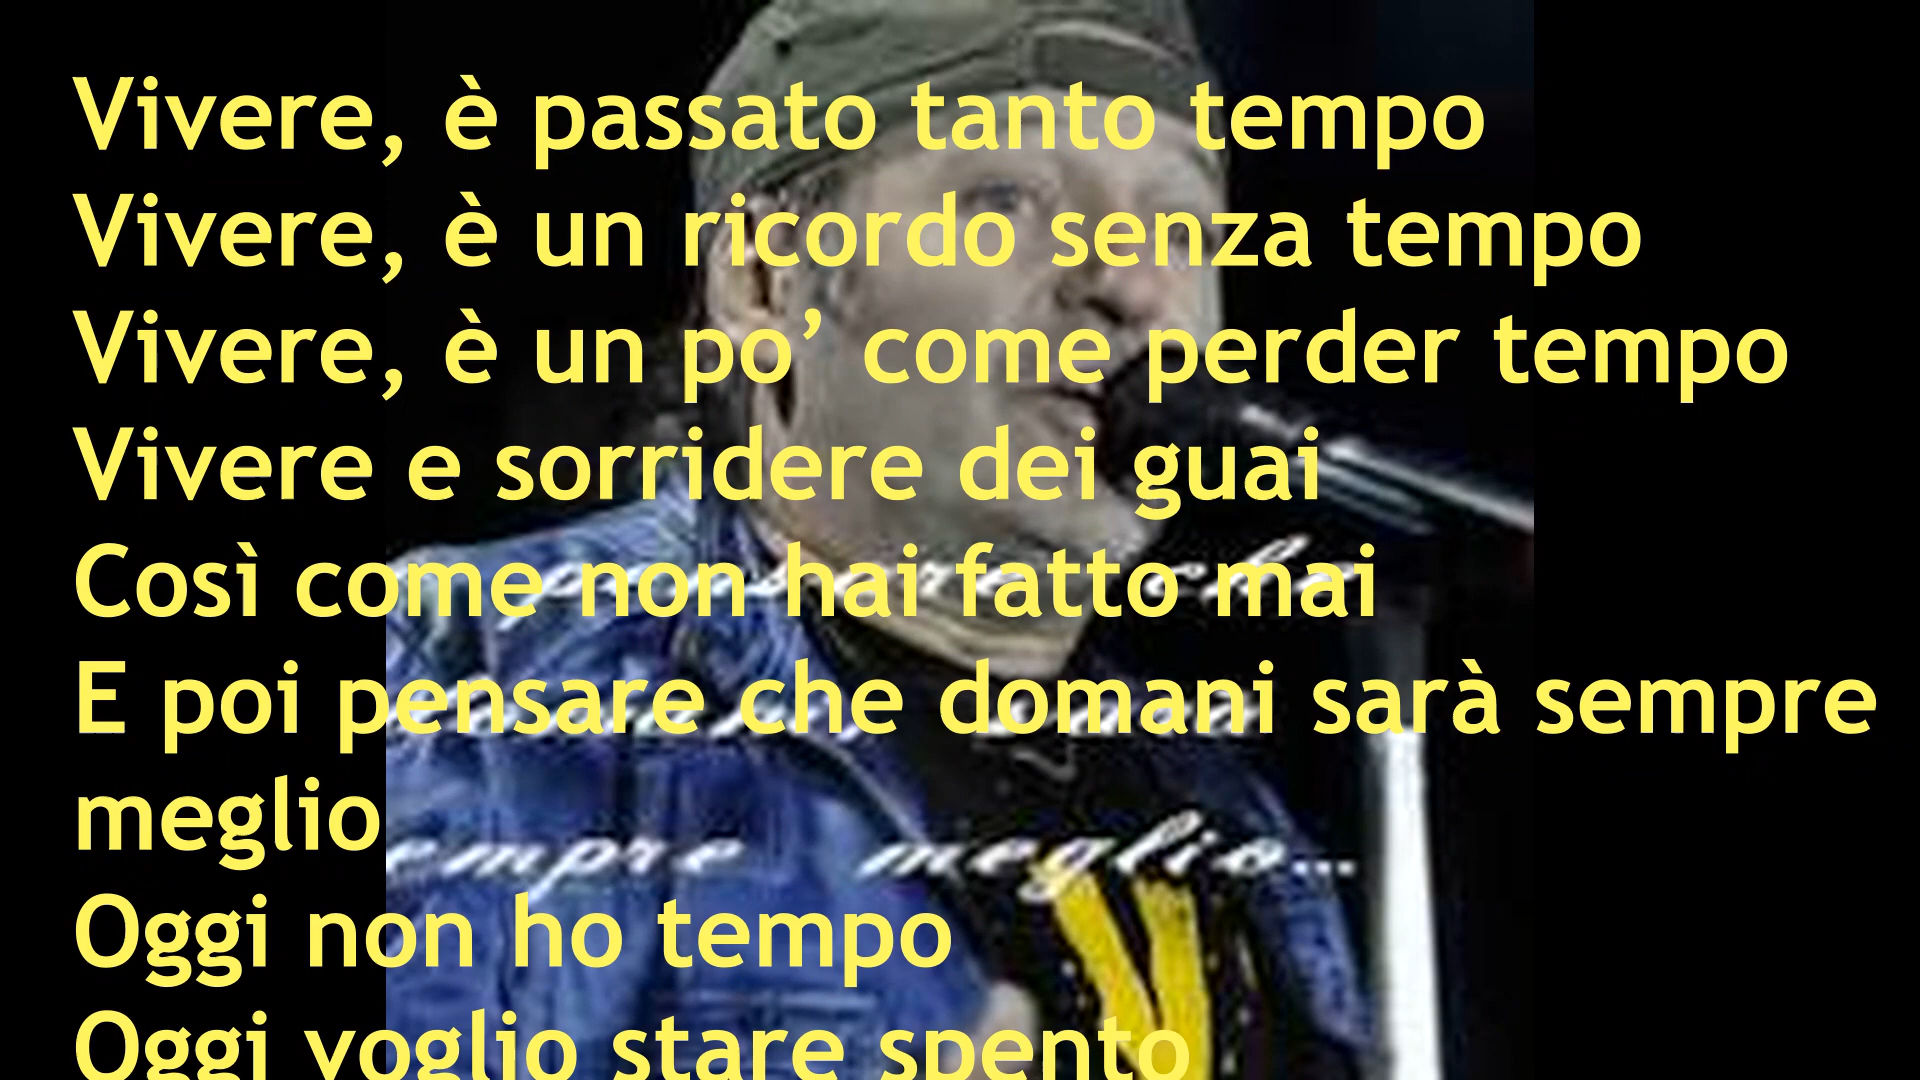 Vivere, è passato tanto tempo
Vivere, è un ricordo senza tempo
Vivere, è un po’ come perder tempo
Vivere e sorridere dei guai
Così come non hai fatto mai
E poi pensare che domani sarà sempre
meglio
empre meglio...
Oggi non ho tempo
Oggi voglio stare spento